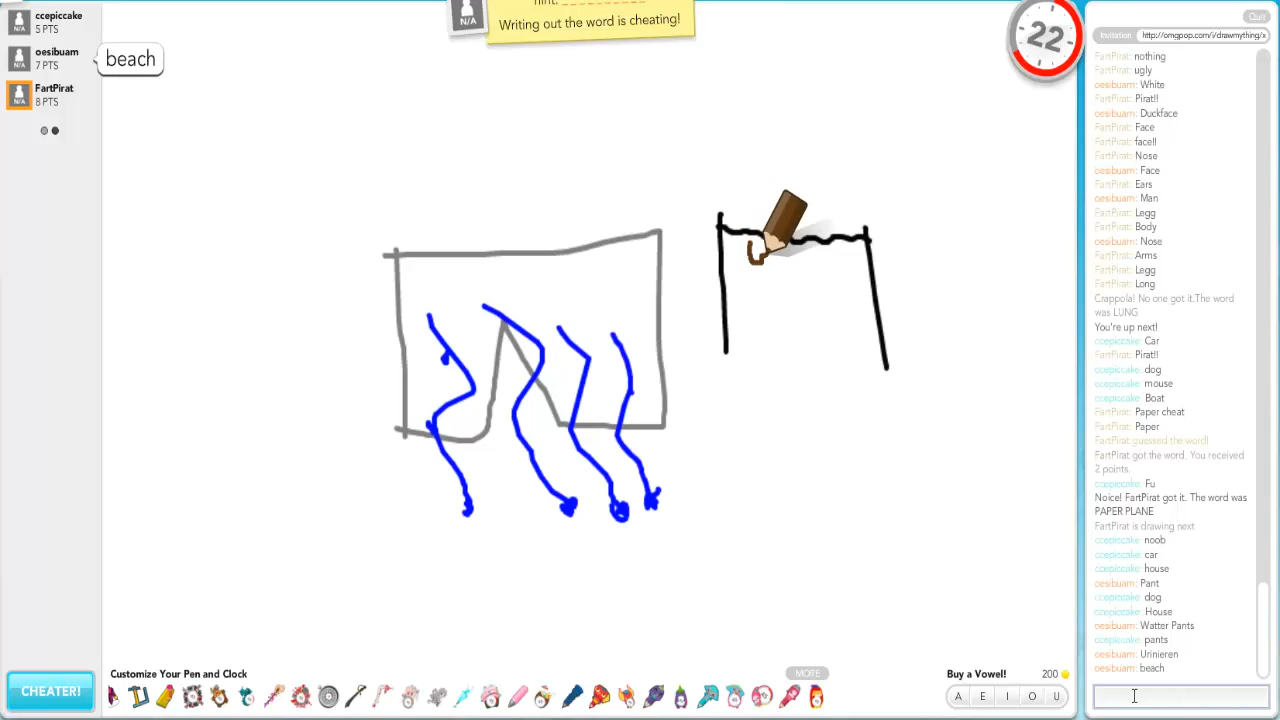 ccepiccake
5 PTS
oesibuam
7 PTS
FartPirat
8 PTS
N/A
N/A
N/A
beach
N/A
hint: _ _ _ _ _ _ _ _
Writing out the word is cheating!
22
Quit
Invitation http://omgpop.com/i/drawmything/x
FartPirat: nothing
FartPirat: ugly
oesibuam: White
FartPirat: Pirat!!
oesibuam: Duckface
FartPirat: Face
FartPirat: face!!
FartPirat: Nose
oesibuam: Face
FartPirat: Ears
oesibuam: Man
FartPirat: Legg
FartPirat: Body
oesibuam: Nose
FartPirat: Arms
FartPirat: Legg
FartPirat: Long
Crappola! No one got it.The word
was LUNG
You're up next!
ccepiccake: Car
FartPirat: Pirat!!
ccepiccake: dog
ccepiccake: mouse
ccepiccake: Boat
FartPirat: Paper cheat
FartPirat: Paper
FartPirat guessed the word!
FartPirat got the word. You received
2 points.
ccepiccake: Fu
Noice! FartPirat got it. The word was
PAPER PLANE
FartPirat is drawing next
ccepiccake: noob
ccepiccake: car
ccepiccake: house
oesibuam: Pant
ccepiccake: dog
ccepiccake: House
oesibuam: Watter Pants
ccepiccake: pants
oesibuam: Urinieren
oesibuam: beach
CHEATER!
Customize Your Pen and Clock
MORE
Buy a Vowel! 200
A E I O U